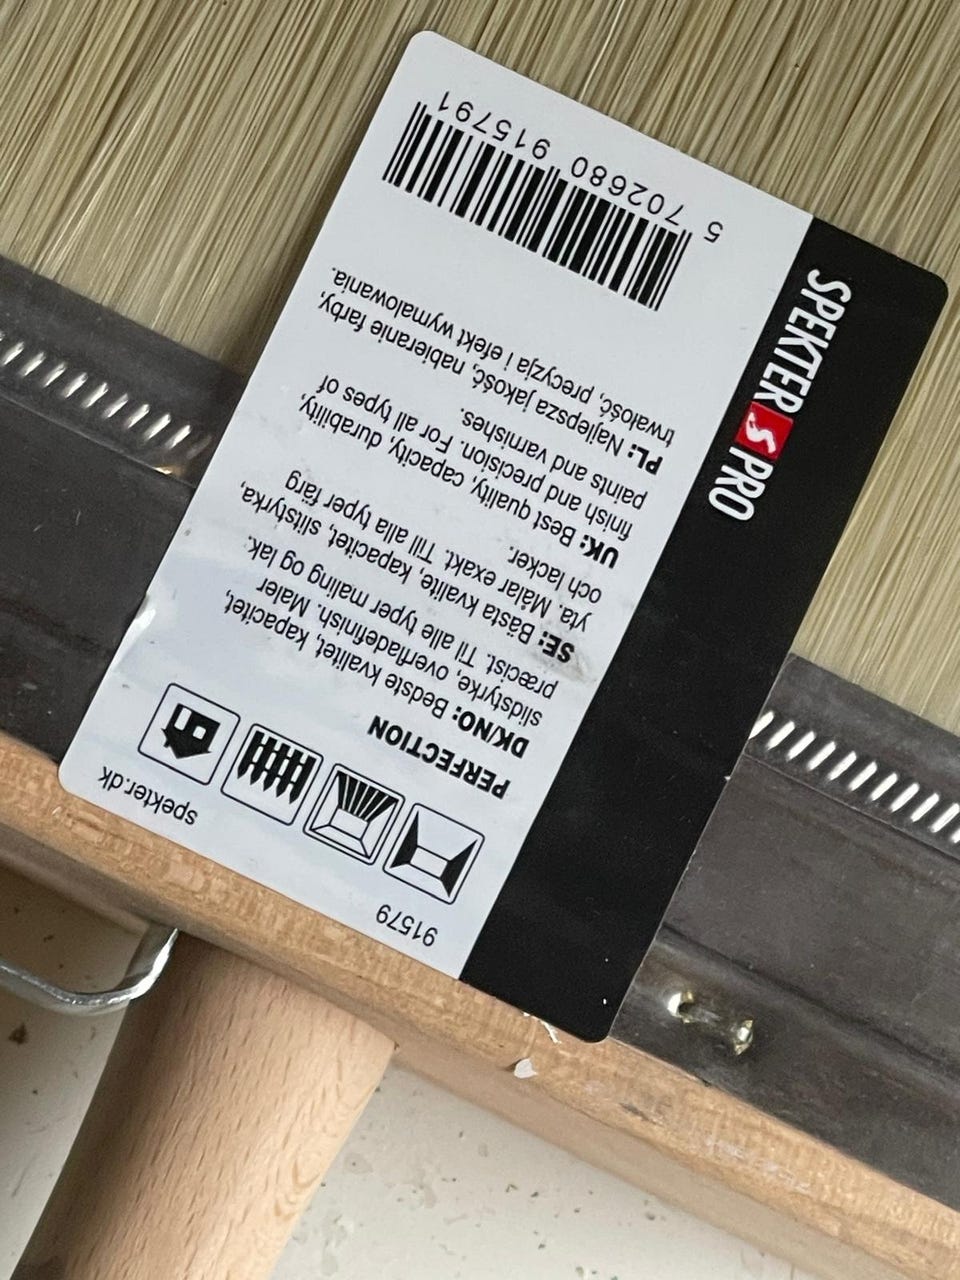 91579
spekter.dk
PERFECTION
DK/NO: Bedste kvalitet, kapacitet,
slidstyrke, overfladefinish. Maler
præcist. Til alle typer maling og lak.
SE: Bästa kvalite, kapacitet, slitstyrka,
yta. Målar exakt. Till alla typer färg
och lacker.
UK: Best quality, capacity, durability,
finish and precision. For all types of
paints and varnishes.
PL: Najlepsza jakość, nabieranie farby,
trwałość, precyzja i efekt wymalowania.
5 702680 915791
SPEKTER S PRO